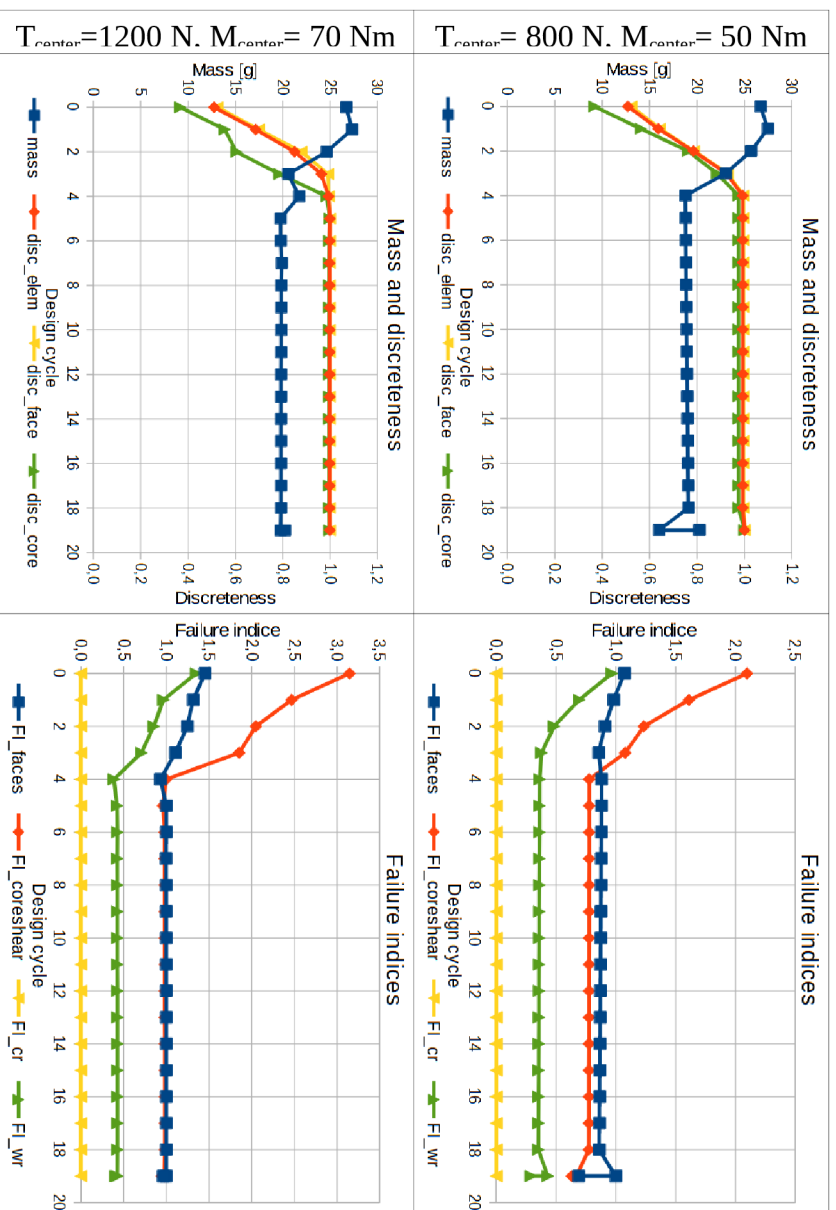 T_center=1200 N, M_center= 70 Nm
T_center= 800 N, M_center= 50 Nm
Mass and discreteness
Mass [g]
0 5 10 15 20 25 30
0 2 4 6 8 10 12 14 16 18 20
0,0 0,2 0,4 0,6 0,8 1,0 1,2
Discreteness
Design cycle
mass disc_elem disc_face disc_core
Mass and discreteness
Mass [g]
0 5 10 15 20 25 30
0 2 4 6 8 10 12 14 16 18 20
0,0 0,2 0,4 0,6 0,8 1,0 1,2
Discreteness
Design cycle
mass disc_elem disc_face disc_core
Failure indices
Failure indice
0,0 0,5 1,0 1,5 2,0 2,5 3,0 3,5
0 2 4 6 8 10 12 14 16 18 20
Design cycle
FI_faces FI_coreshear FI_cr FI_wr
Failure indices
Failure indice
0,0 0,5 1,0 1,5 2,0 2,5
0 2 4 6 8 10 12 14 16 18 20
Design cycle
FI_faces FI_coreshear FI_cr FI_wr